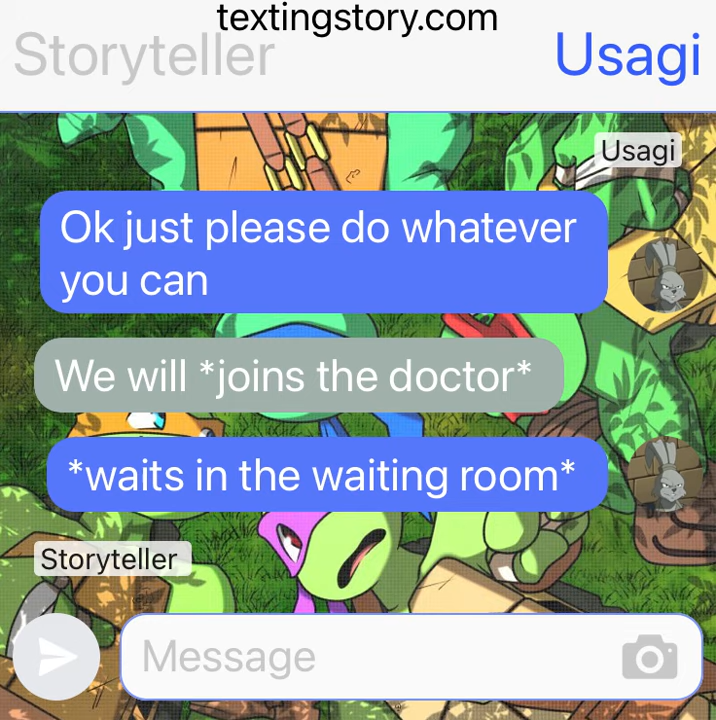 textingstory.com
Storyteller
Usagi
Usagi
Ok just please do whatever
you can
We will *joins the doctor*
*waits in the waiting room*
Storyteller
Message